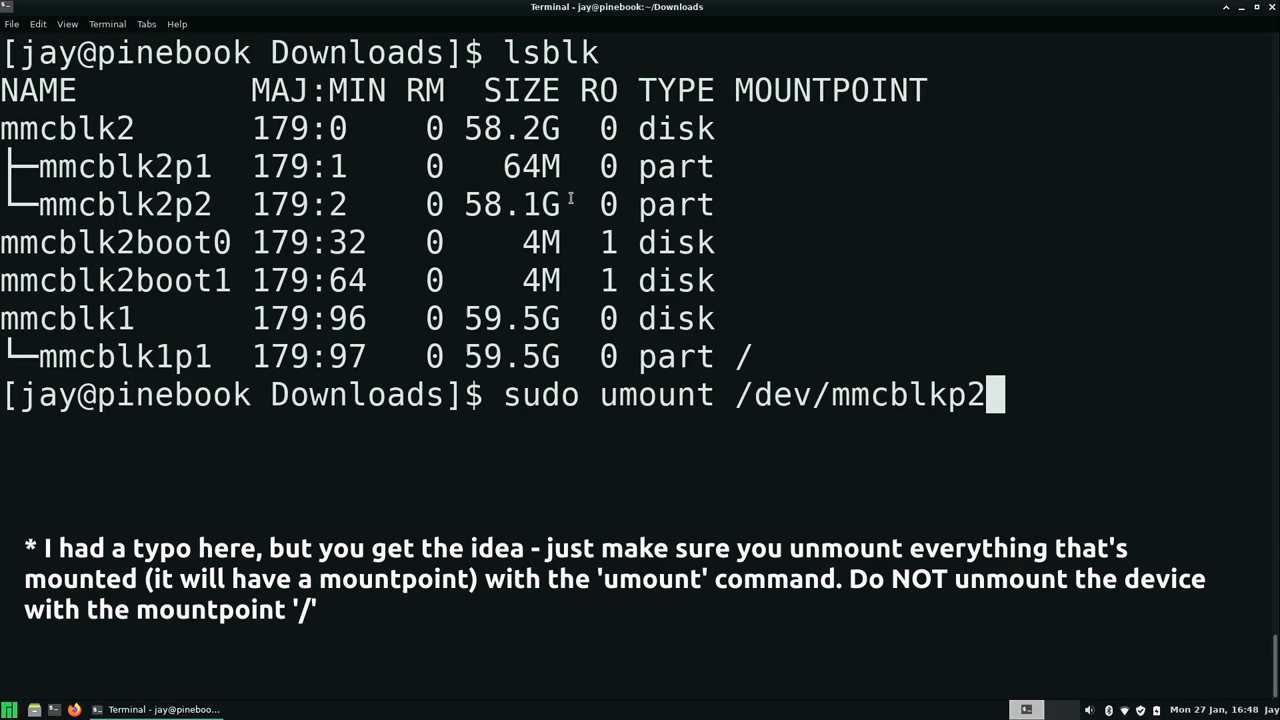 Terminal - jay@pinebook:~/Downloads
File Edit View Terminal Tabs Help
[jay@pinebook Downloads]$ lsblk
NAME MAJ:MIN RM SIZE RO TYPE MOUNTPOINT
mmcblk2 179:0 0 58.2G 0 disk
├─mmcblk2p1 179:1 0 64M 0 part
└─mmcblk2p2 179:2 0 58.1G 0 part
mmcblk2boot0 179:32 0 4M 1 disk
mmcblk2boot1 179:64 0 4M 1 disk
mmcblk1 179:96 0 59.5G 0 disk
└─mmcblk1p1 179:97 0 59.5G 0 part /
[jay@pinebook Downloads]$ sudo umount /dev/mmcblkp2
* I had a typo here, but you get the idea - just make sure you unmount everything that's
mounted (it will have a mountpoint) with the 'umount' command. Do NOT unmount the device
with the mountpoint '/'
Terminal - jay@pineboo... Mon 27 Jan, 16:48 Jay